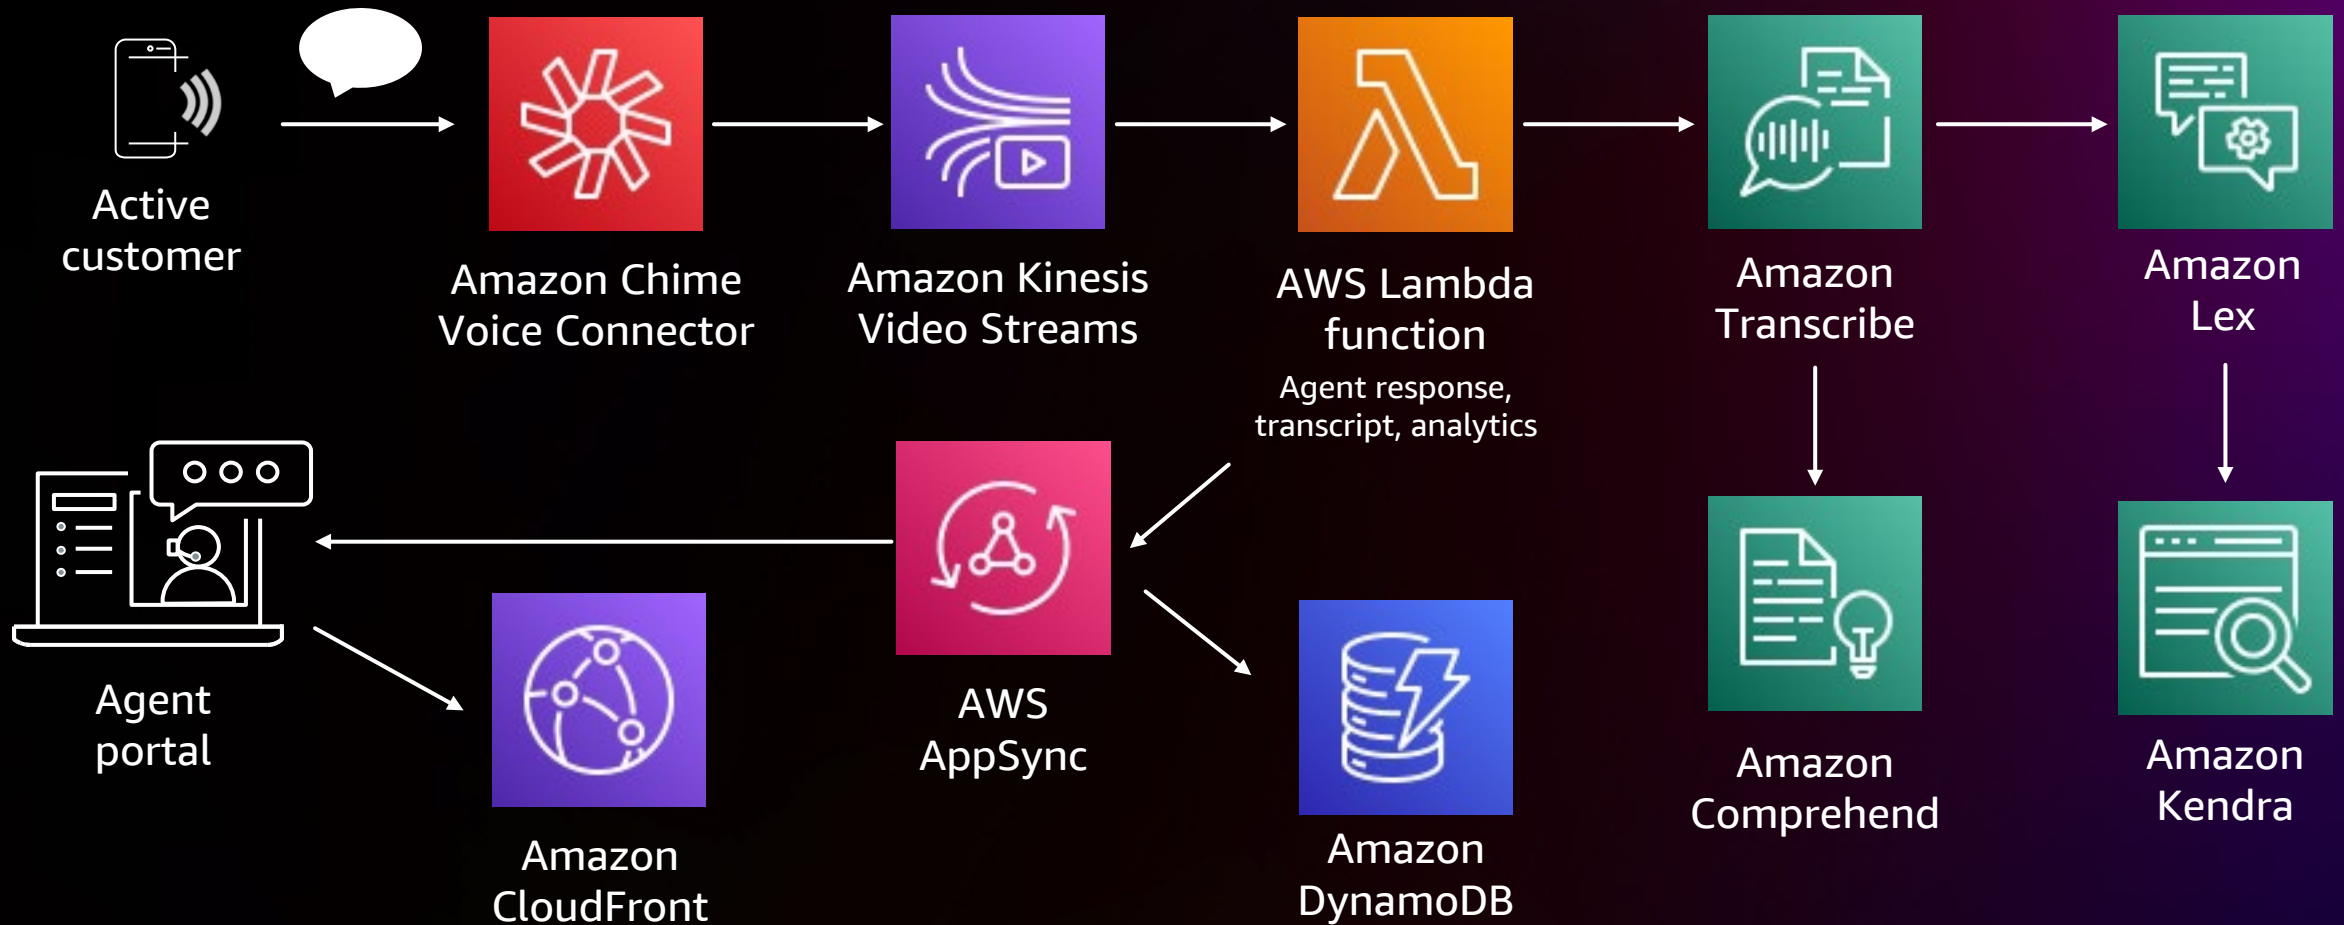 Active
customer
Amazon Chime
Voice Connector
Amazon Kinesis
Video Streams
AWS Lambda
function
Agent response,
transcript, analytics
Amazon
Transcribe
Amazon
Lex
Agent
portal
Amazon
CloudFront
AWS
AppSync
Amazon
DynamoDB
Amazon
Comprehend
Amazon
Kendra